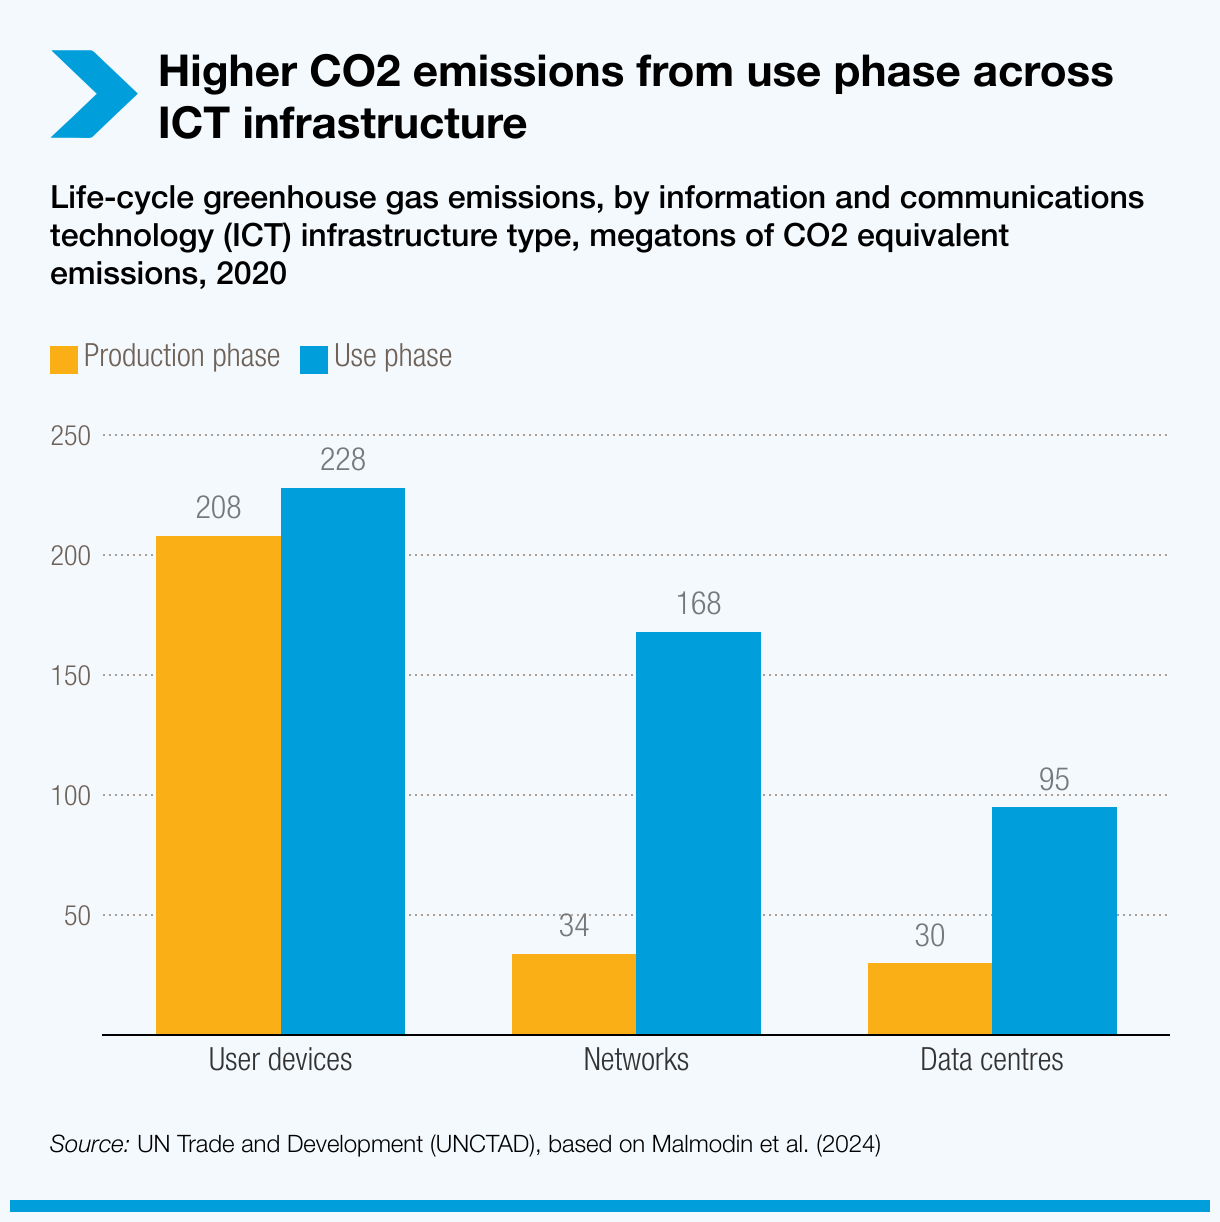 Higher CO2 emissions from use phase across
ICT infrastructure
Life-cycle greenhouse gas emissions, by information and communications
technology (ICT) infrastructure type, megatons of CO2 equivalent
emissions, 2020
Production phase Use phase
250
228
208
200
168
150
100
95
50
34
30
User devices Networks Data centres
Source: UN Trade and Development (UNCTAD), based on Malmodin et al. (2024)